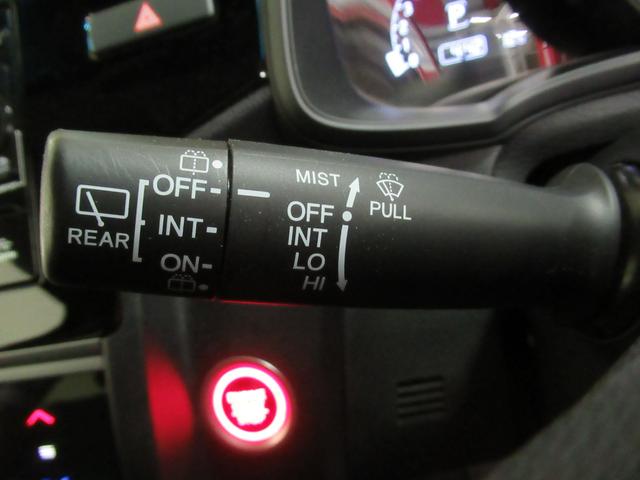 MIST
OFF
OFF
PULL
INT
INT
REAR
ON
LO
HI
P